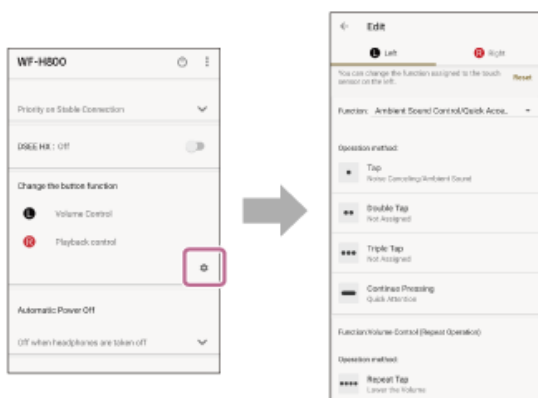 WF-H800
Priority on Stable Connection
DSEE HX : Off
Change the button function
L Volume Control
R Playback control
Automatic Power Off
Off when headphones are taken off
Edit
L Left
R Right
You can change the function assigned to the touch
sensor on the left.
Reset
Function: Ambient Sound Control/Quick Acce..
Operation method:
Tap
Noise Canceling/Ambient Sound
Double Tap
Not Assigned
Triple Tap
Not Assigned
Continue Pressing
Quick Attention
Function:Volume Control (Repeat Operation)
Operation method:
Repeat Tap
Lower the Volume